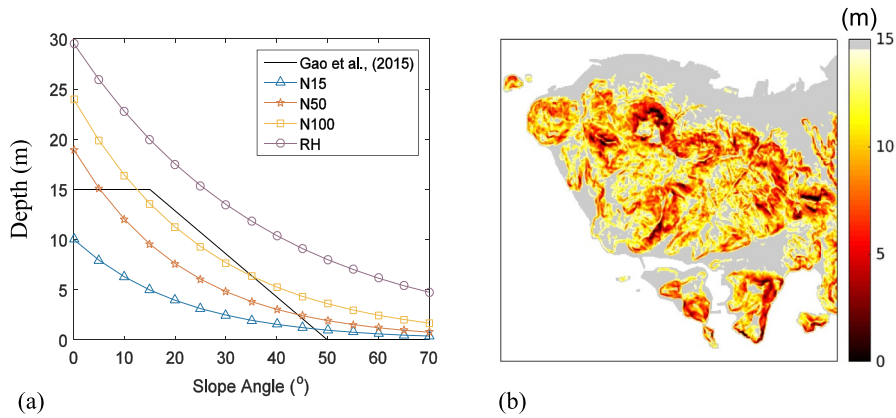 30
25
20
15
10
5
0
Depth (m)
Gao et al., (2015)
N15
N50
N100
RH
0 10 20 30 40 50 60 70
Slope Angle (o)
(a)
(m)
15
10
5
0
(b)